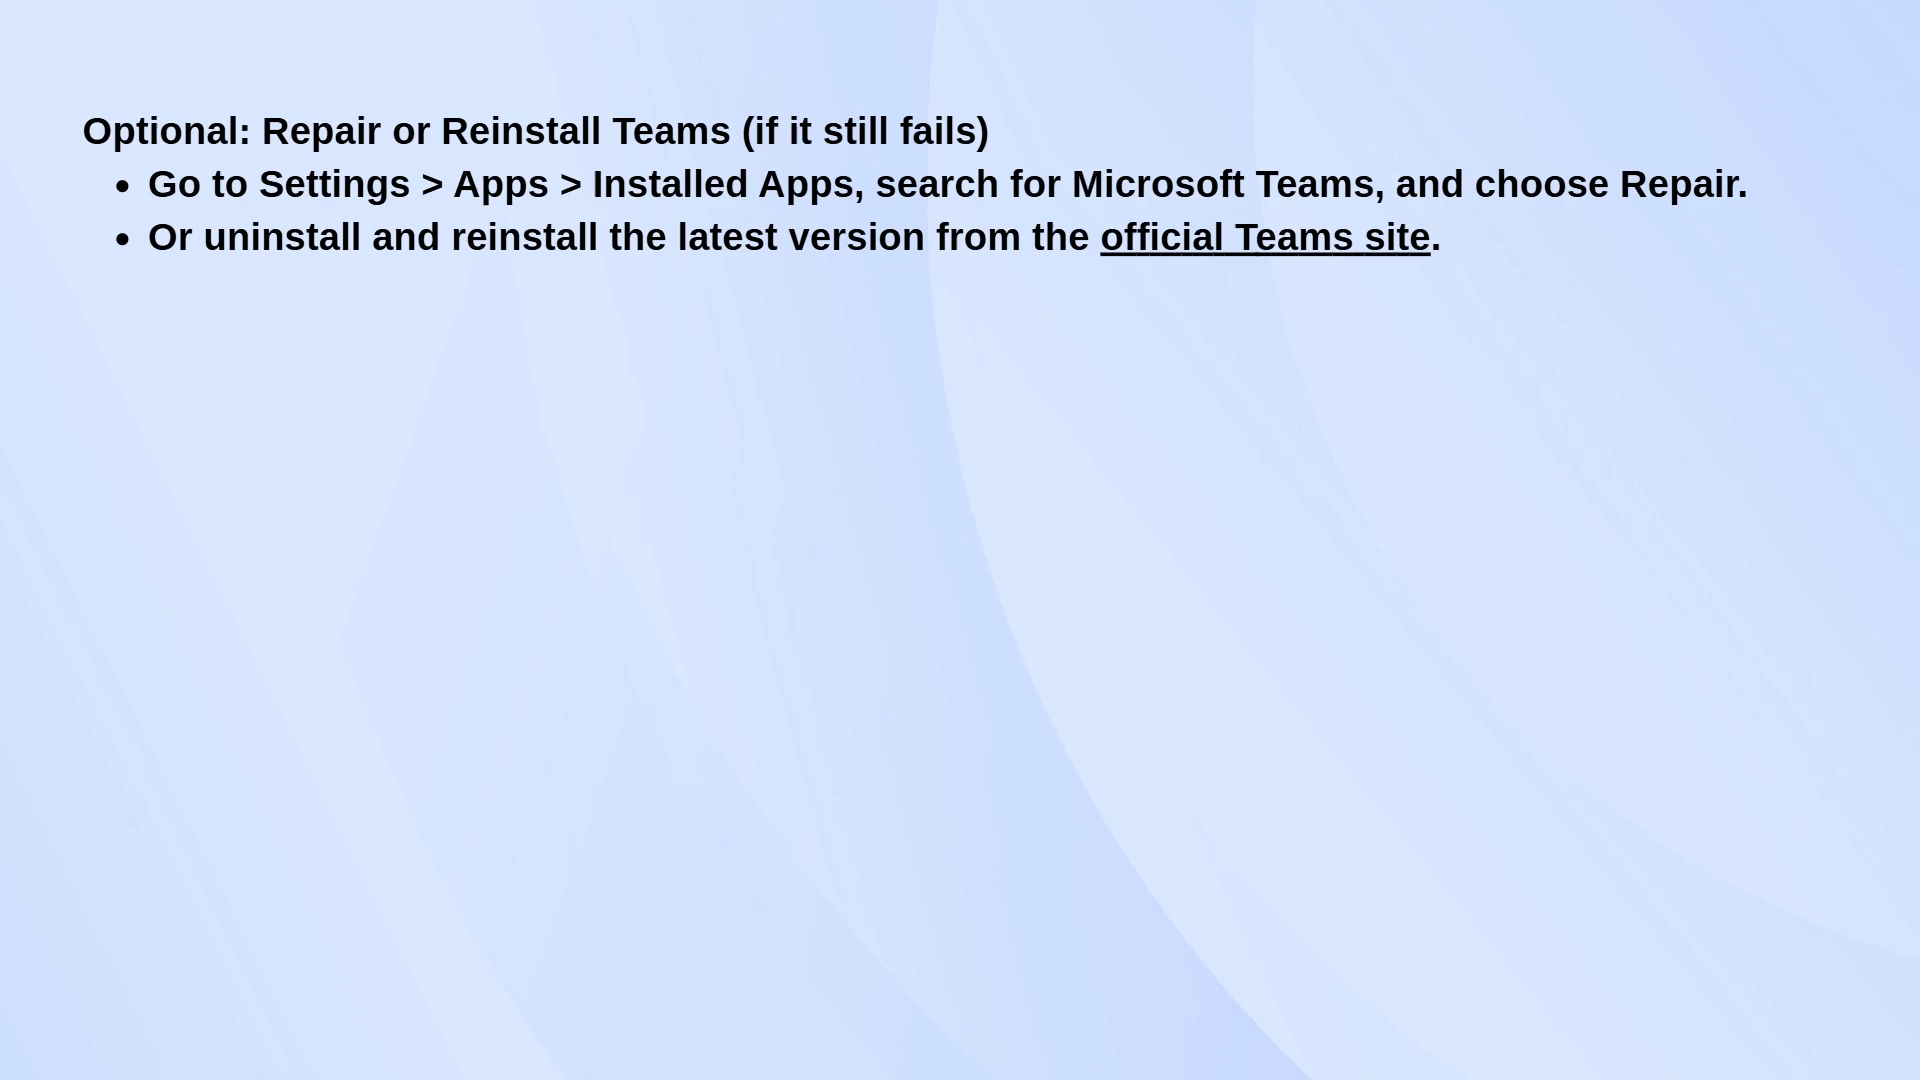 Optional: Repair or Reinstall Teams (if it still fails)
• Go to Settings > Apps > Installed Apps, search for Microsoft Teams, and choose Repair.
• Or uninstall and reinstall the latest version from the official Teams site.